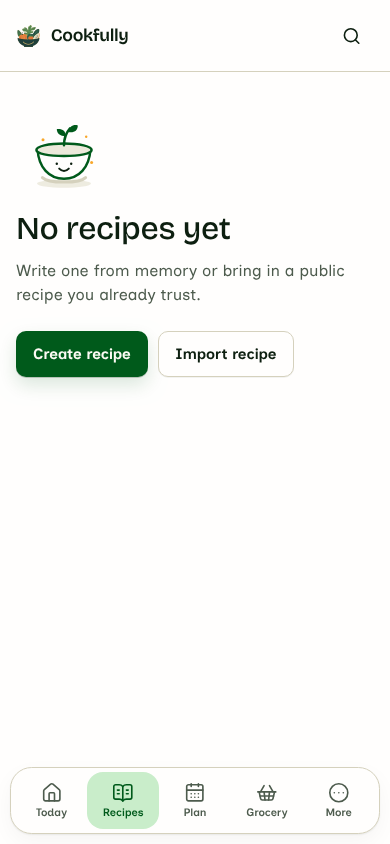 Cookfully
No recipes yet
Write one from memory or bring in a public
recipe you already trust.
Create recipe
Import recipe
Today
Recipes
Plan
Grocery
More